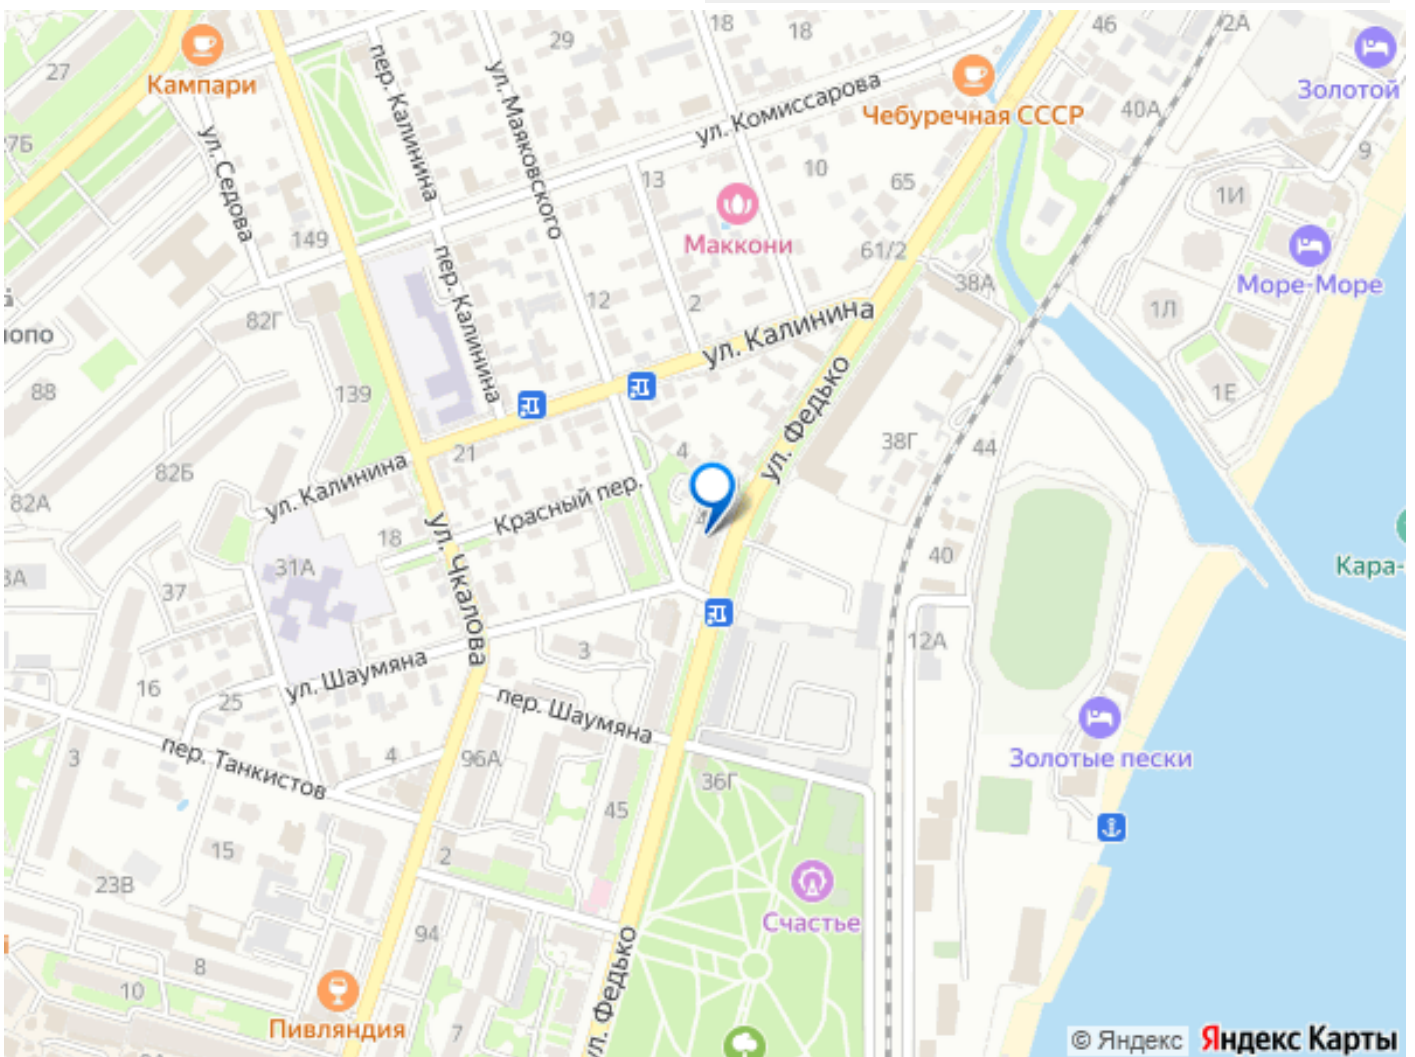 46
2А
18
18
29
Кампари
27
пер. Калинина
ул. Маяковского
ул. Комиссарова
Чебуречная СССР
40А
Золотой
9
27Б
ул. Седова
13
10
65
1И
Маккони
149
пер. Калинина
61/2
38А
Море-Море
12
2
1Л
82Г
ул. Калинина
88
139
1Е
ул. Федько
38Г
44
21
4
82Б
82А
ул. Калинина
Красный пер.
18
ул. Чкалова
31А
40
Кара-
37
3А
12А
3
ул. Шаумяна
16
25
пер. Шаумяна
пер. Танкистов
3
4
96А
Золотые пески
36Г
45
15
2
23В
Счастье
94
8
ул. Федько
10
Пивляндия
7
© Яндекс
Яндекс Карты